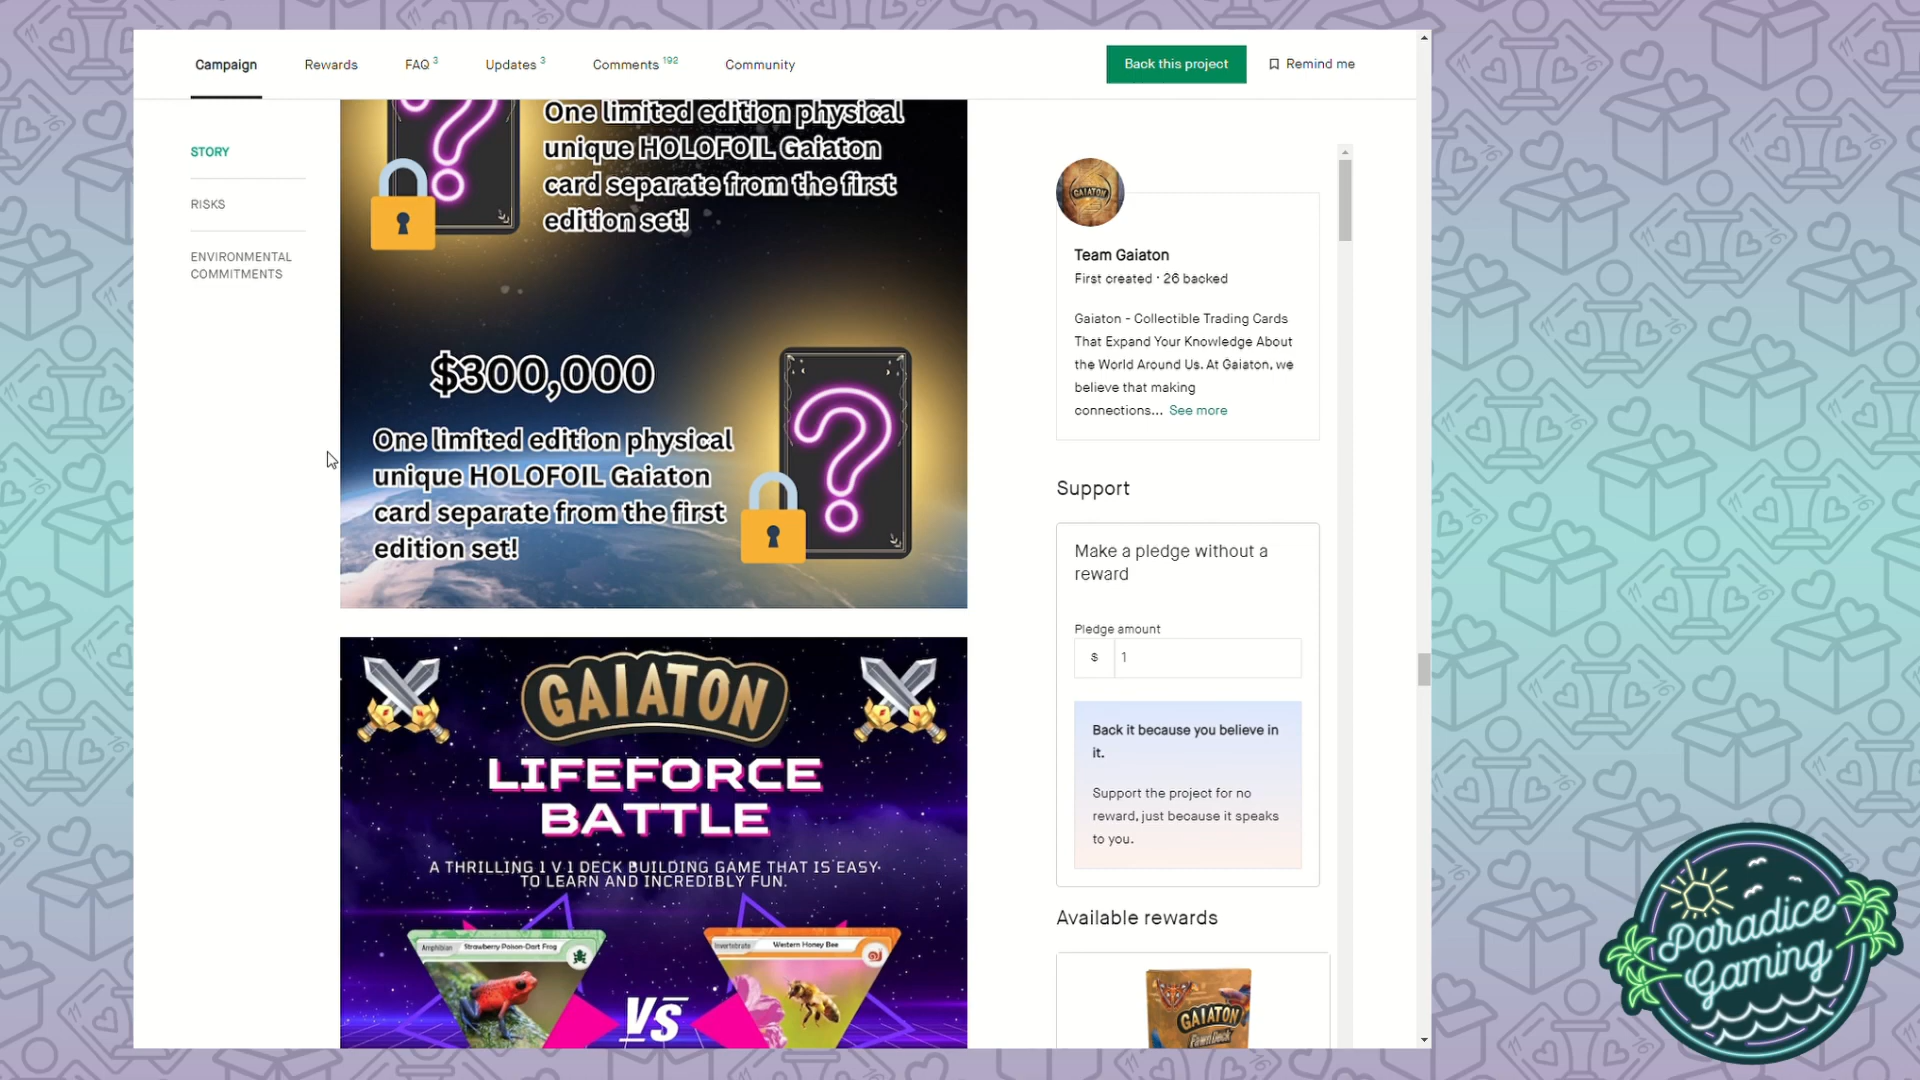 Campaign
Rewards
FAQ 3
Updates 3
Comments 192
Community
Back this project
Remind me
STORY
RISKS
ENVIRONMENTAL
COMMITMENTS
One limited edition physical
unique HOLOFOIL Gaiaton
card separate from the first
edition set!
$300,000
One limited edition physical
unique HOLOFOIL Gaiaton
card separate from the first
edition set!
GAIATON
LIFEFORCE
BATTLE
A THRILLING 1 V 1 DECK BUILDING GAME THAT IS EASY
TO LEARN AND INCREDIBLY FUN.
Amphibian Strawberry Poison-Dart Frog
Invertebrate Western Honey Bee
VS
GAIATON
Team Gaiaton
First created · 26 backed
Gaiaton - Collectible Trading Cards
That Expand Your Knowledge About
the World Around Us. At Gaiaton, we
believe that making
connections... See more
Support
Make a pledge without a
reward
Pledge amount
$ 1
Back it because you believe in
it.
Support the project for no
reward, just because it speaks
to you.
Available rewards
GAIATON
Fawn Deck
Paradice
Gaming